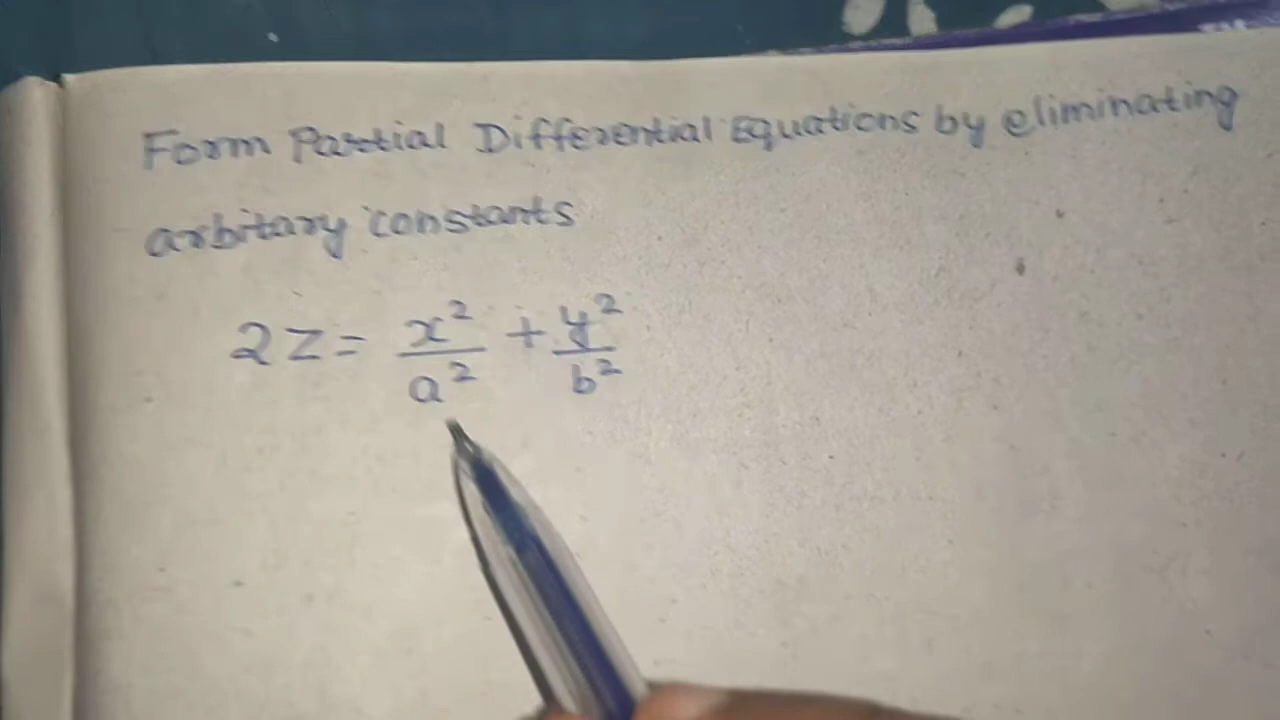 Form Partial Differential Equations by eliminating
arbitary constants
2z = x²/a² + y²/b²